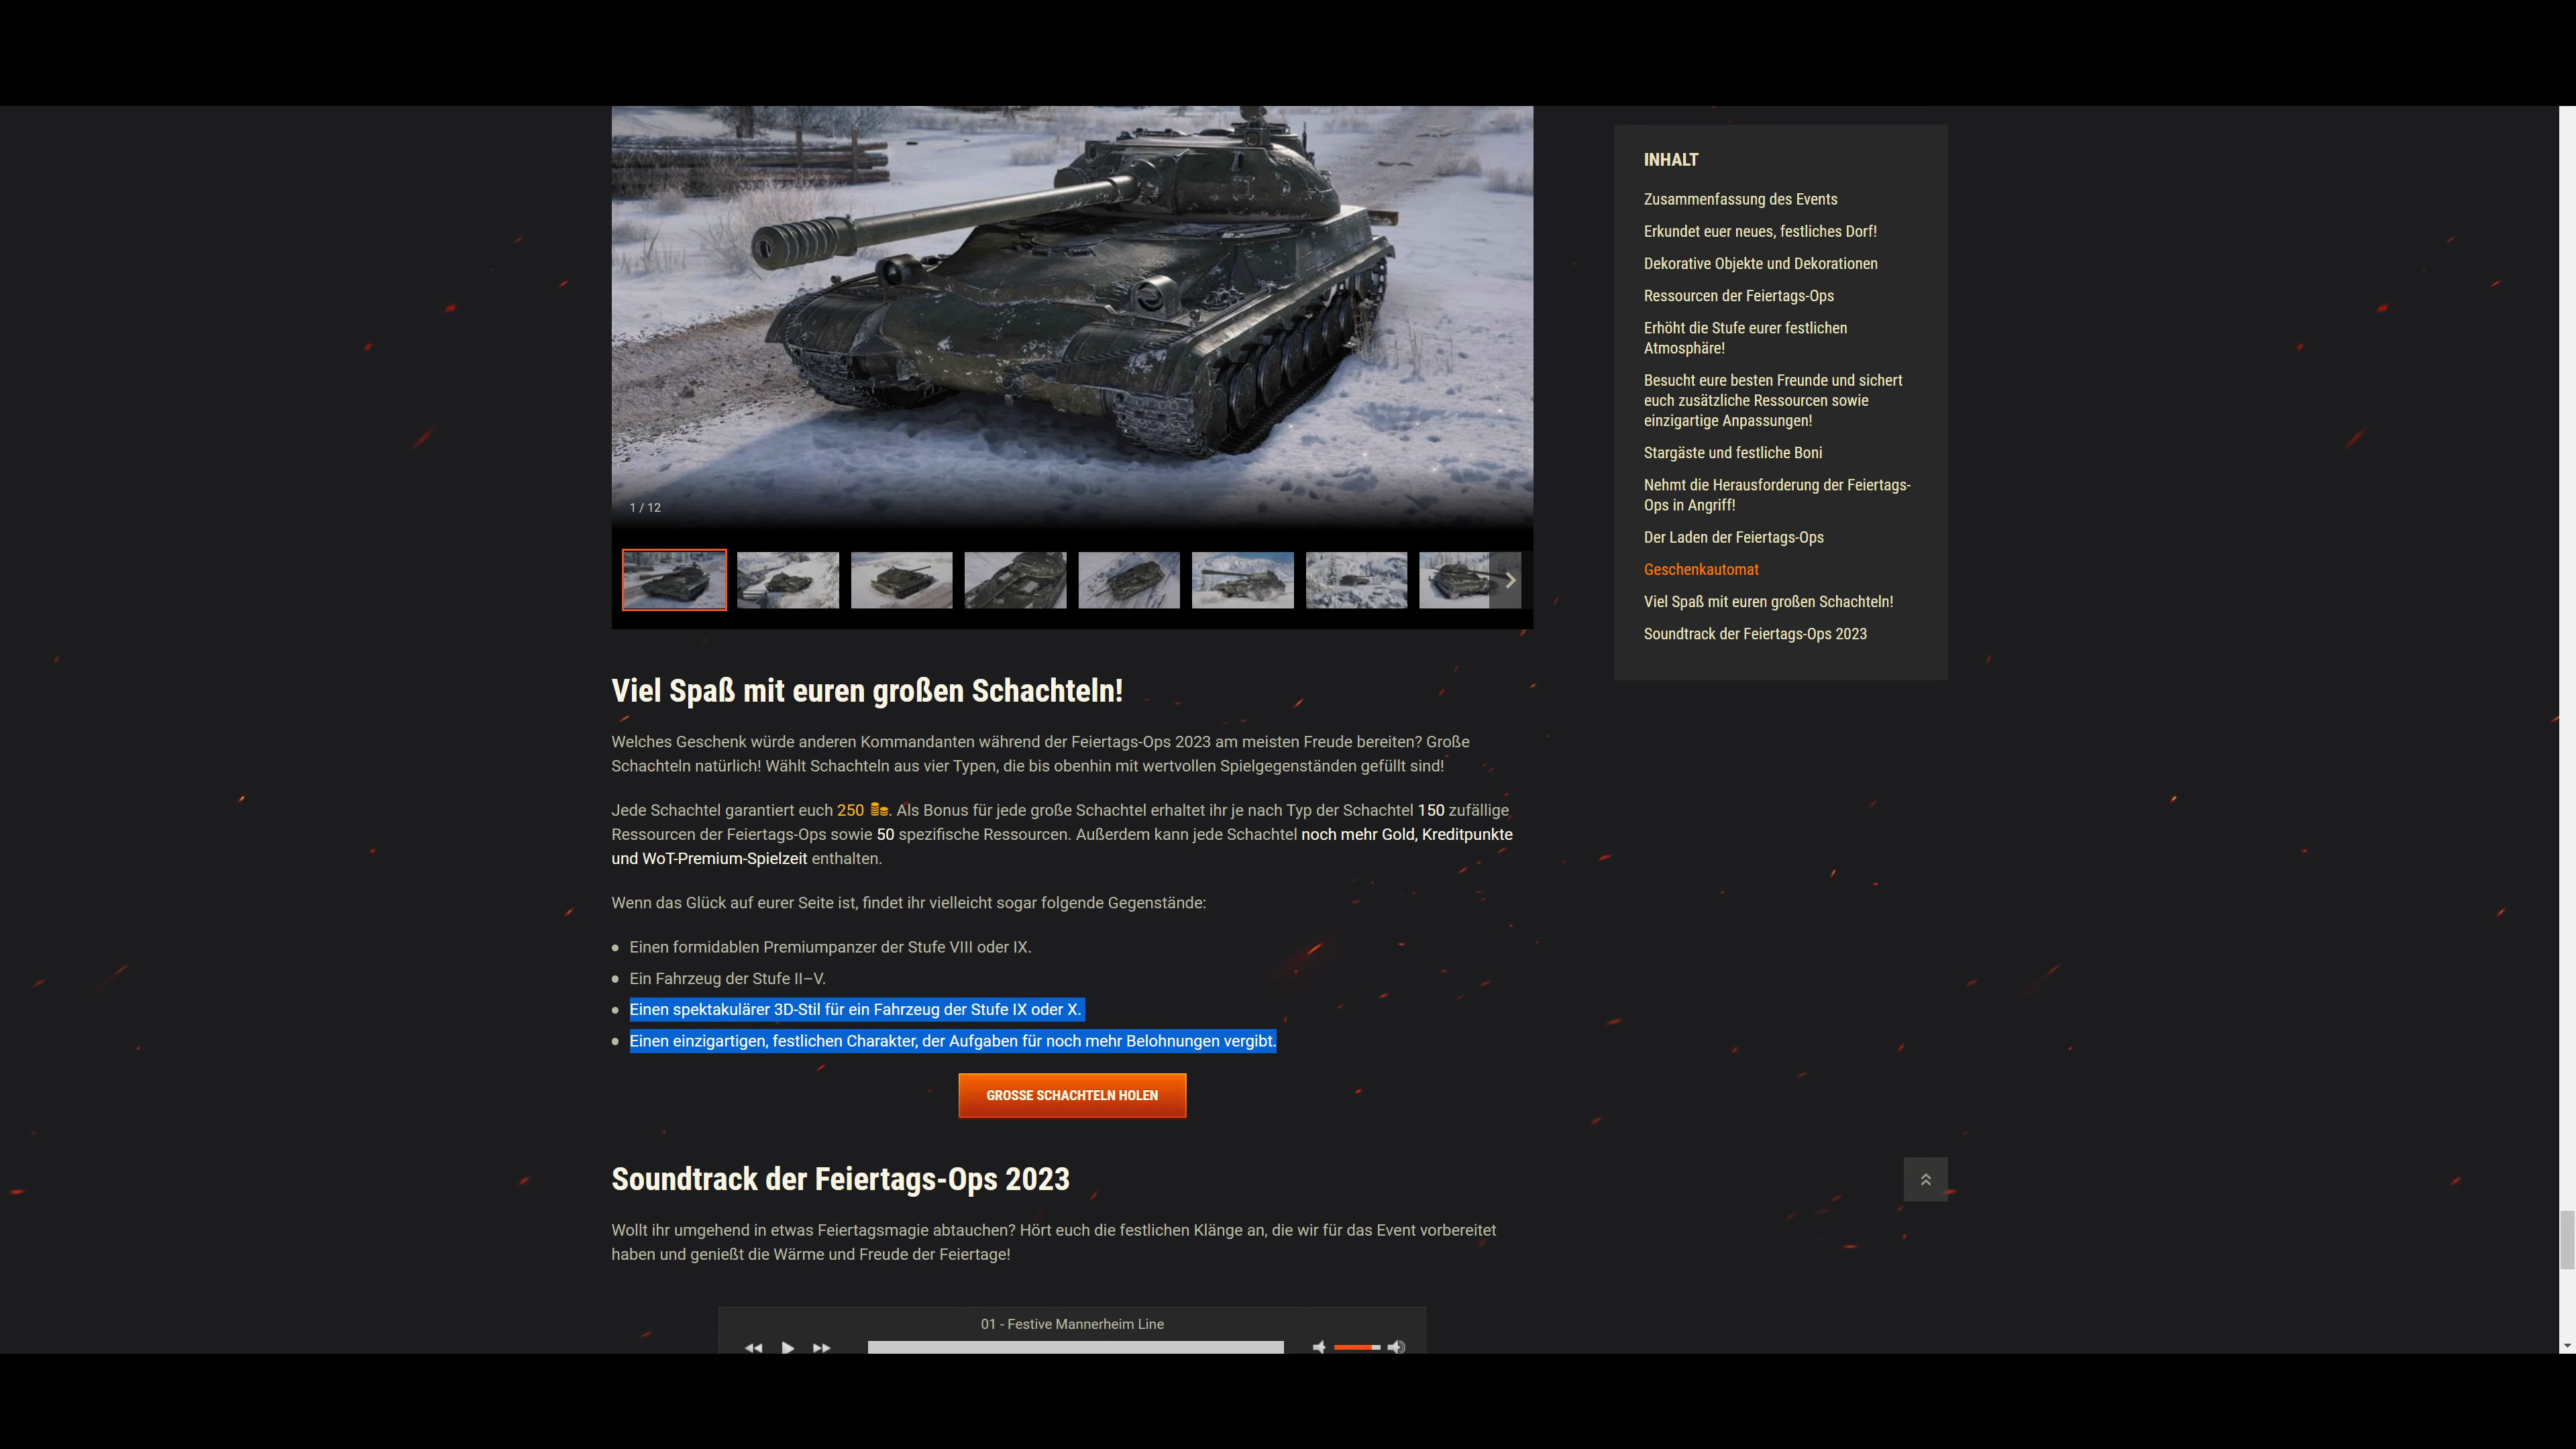 1 / 12
Viel Spaß mit euren großen Schachteln!
Welches Geschenk würde anderen Kommandanten während der Feiertags-Ops 2023 am meisten Freude bereiten? Große
Schachteln natürlich! Wählt Schachteln aus vier Typen, die bis obenhin mit wertvollen Spielgegenständen gefüllt sind!
Jede Schachtel garantiert euch 250 . Als Bonus für jede große Schachtel erhaltet ihr je nach Typ der Schachtel 150 zufällige
Ressourcen der Feiertags-Ops sowie 50 spezifische Ressourcen. Außerdem kann jede Schachtel noch mehr Gold, Kreditpunkte
und WoT-Premium-Spielzeit enthalten.
Wenn das Glück auf eurer Seite ist, findet ihr vielleicht sogar folgende Gegenstände:
Einen formidablen Premiumpanzer der Stufe VIII oder IX.
Ein Fahrzeug der Stufe II–V.
Einen spektakulärer 3D-Stil für ein Fahrzeug der Stufe IX oder X.
Einen einzigartigen, festlichen Charakter, der Aufgaben für noch mehr Belohnungen vergibt.
GROSSE SCHACHTELN HOLEN
Soundtrack der Feiertags-Ops 2023
Wollt ihr umgehend in etwas Feiertagsmagie abtauchen? Hört euch die festlichen Klänge an, die wir für das Event vorbereitet
haben und genießt die Wärme und Freude der Feiertage!
01 - Festive Mannerheim Line
INHALT
Zusammenfassung des Events
Erkundet euer neues, festliches Dorf!
Dekorative Objekte und Dekorationen
Ressourcen der Feiertags-Ops
Erhöht die Stufe eurer festlichen
Atmosphäre!
Besucht eure besten Freunde und sichert
euch zusätzliche Ressourcen sowie
einzigartige Anpassungen!
Stargäste und festliche Boni
Nehmt die Herausforderung der Feiertags-
Ops in Angriff!
Der Laden der Feiertags-Ops
Geschenkautomat
Viel Spaß mit euren großen Schachteln!
Soundtrack der Feiertags-Ops 2023